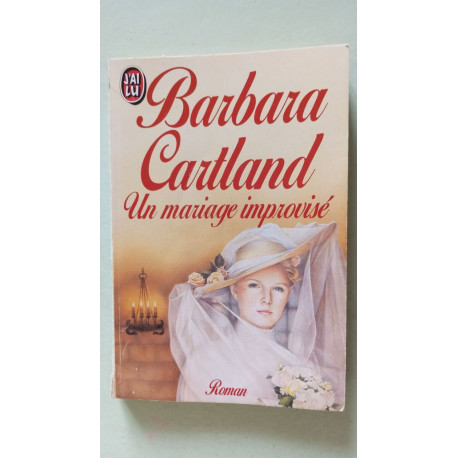 J'AI
LU
Barbara
Cartland
Un mariage improvisé
Roman